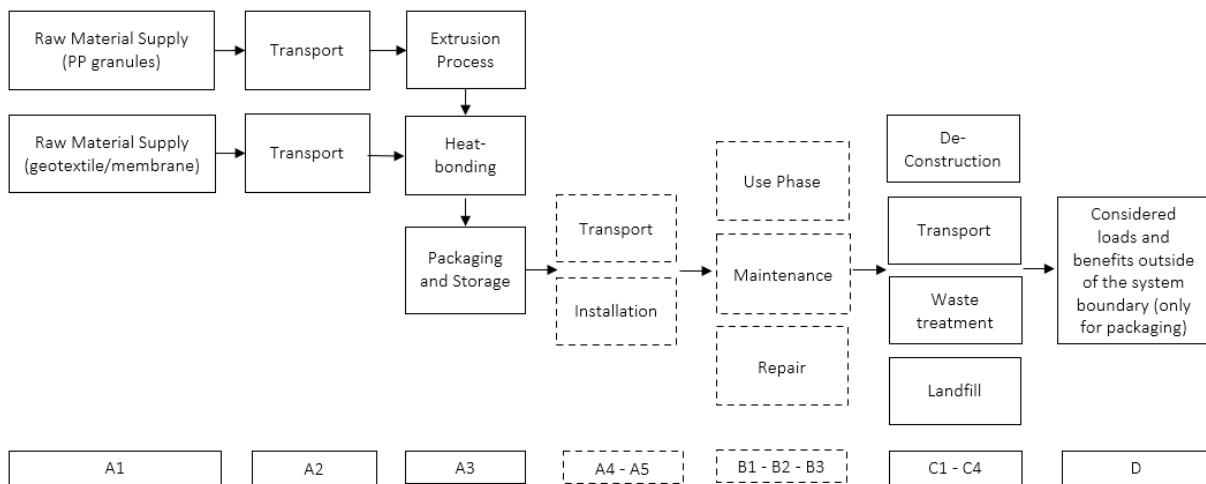 Raw Material Supply
(PP granules)
Transport
Extrusion
Process
Raw Material Supply
(geotextile/membrane)
Transport
Heat-
bonding
Packaging
and Storage
Transport
Installation
Use Phase
Maintenance
Repair
De-
Construction
Transport
Waste
treatment
Landfill
Considered
loads and
benefits outside
of the system
boundary (only
for packaging)
A1
A2
A3
A4 - A5
B1 - B2 - B3
C1 - C4
D